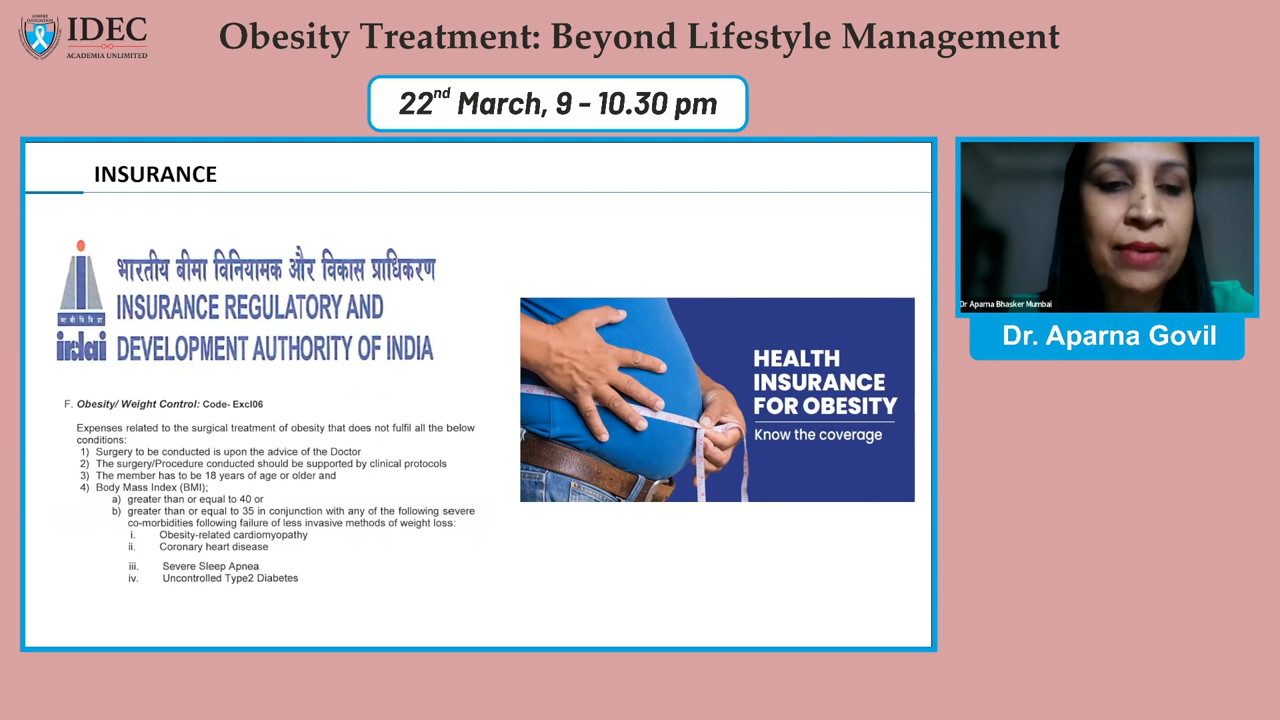 IDEC
ACADEMIA UNLIMITED
Obesity Treatment: Beyond Lifestyle Management
22nd March, 9 - 10.30 pm
INSURANCE
भारतीय बीमा विनियामक और विकास प्राधिकरण
INSURANCE REGULATORY AND
DEVELOPMENT AUTHORITY OF INDIA
irdai
F. Obesity/ Weight Control: Code- Excl06
Expenses related to the surgical treatment of obesity that does not fulfil all the below
conditions:
1) Surgery to be conducted is upon the advice of the Doctor
2) The surgery/Procedure conducted should be supported by clinical protocols
3) The member has to be 18 years of age or older and
4) Body Mass Index (BMI);
a) greater than or equal to 40 or
b) greater than or equal to 35 in conjunction with any of the following severe
co-morbidities following failure of less invasive methods of weight loss:
i. Obesity-related cardiomyopathy
ii. Coronary heart disease
iii. Severe Sleep Apnea
iv. Uncontrolled Type2 Diabetes
HEALTH
INSURANCE
FOR OBESITY
Know the coverage
Dr Aparna Bhasker Mumbai
Dr. Aparna Govil